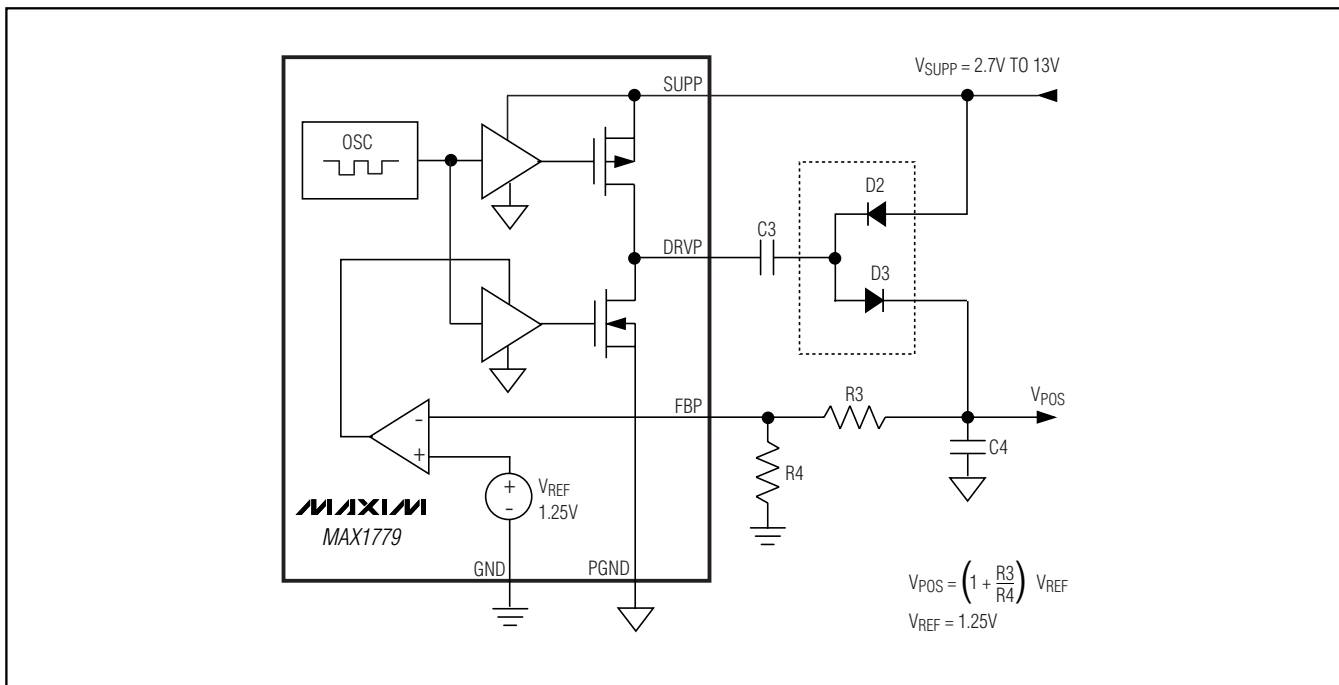 V_SUPP = 2.7V TO 13V
SUPP
OSC
D2
C3
DRVP
D3
FBP
R3
V_POS
-
+
R4
C4
+
-
V_REF
1.25V
MAXIM
MAX1779
GND
PGND
V_POS = (1 + R3/R4) V_REF
V_REF = 1.25V